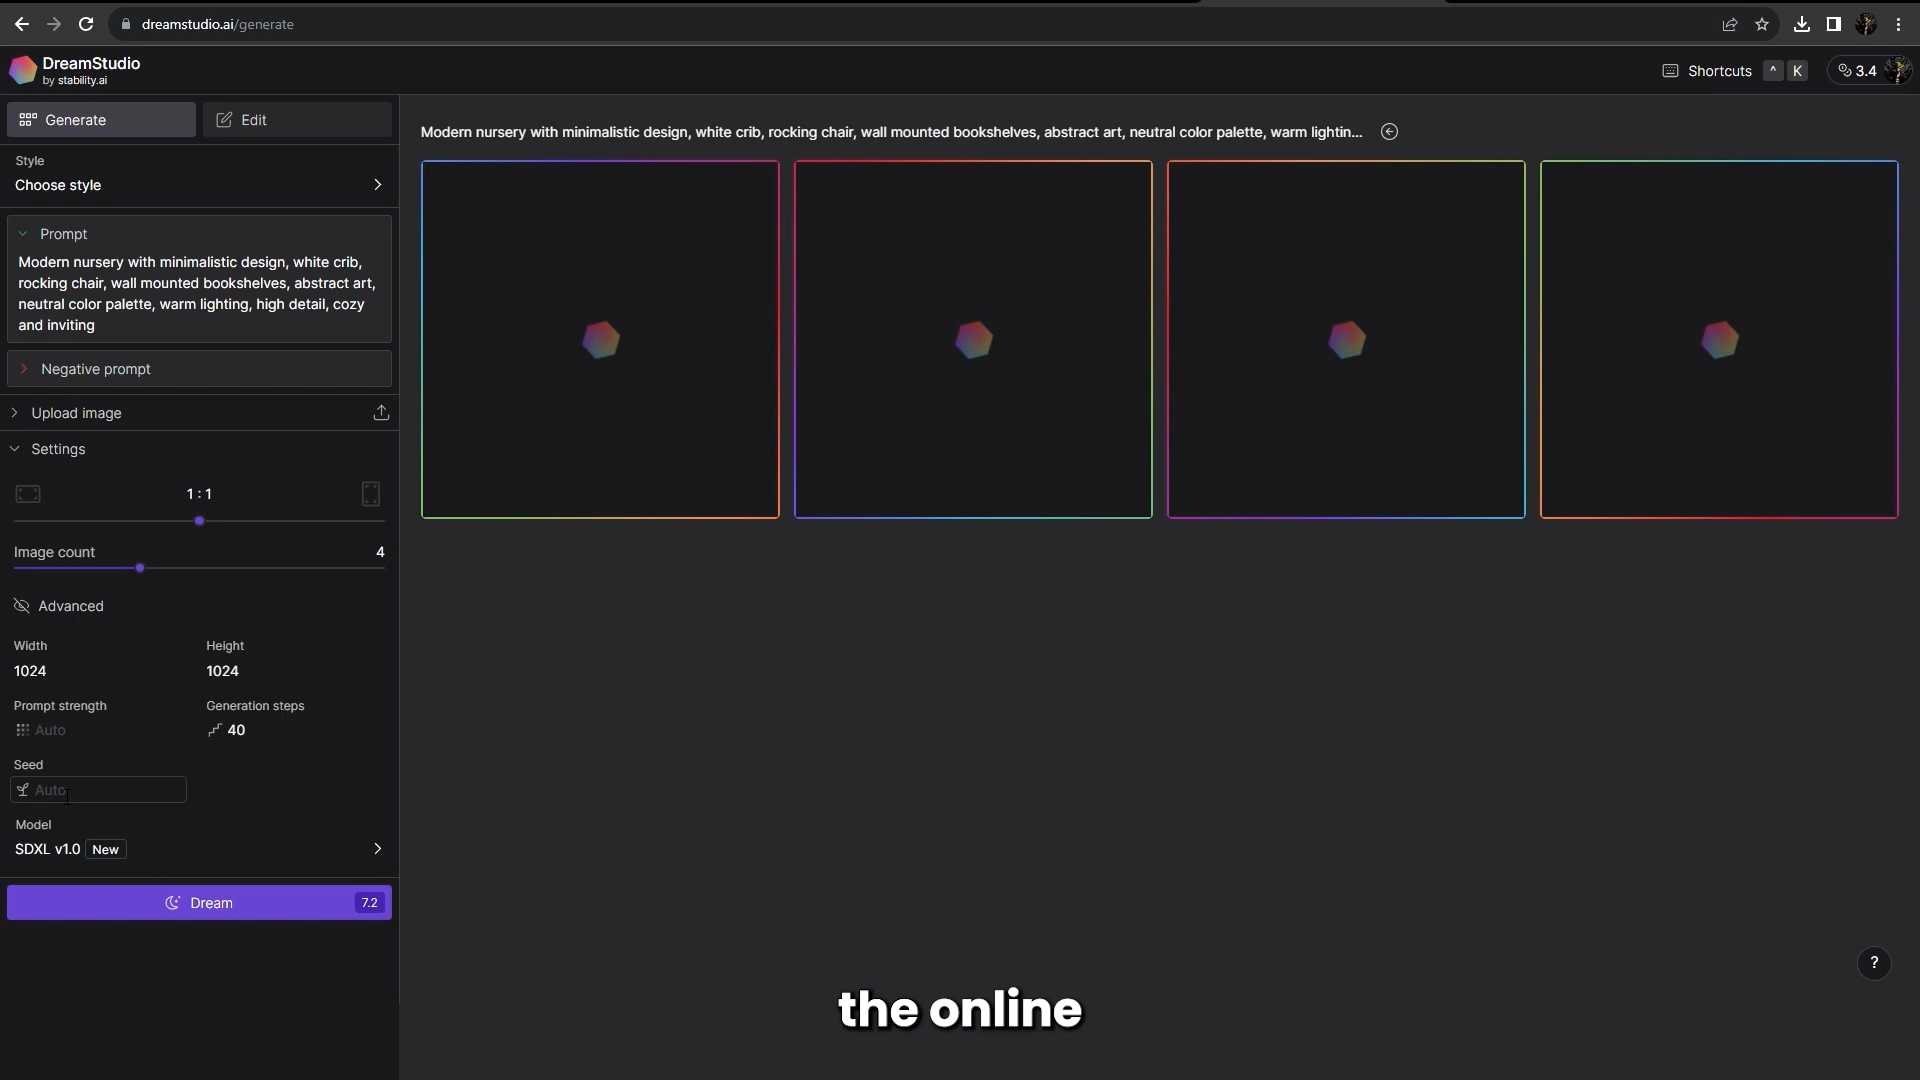 dreamstudio.ai/generate
DreamStudio
by stability.ai
Shortcuts ^ K
3.4
Generate
Edit
Style
Choose style
Prompt
Modern nursery with minimalistic design, white crib,
rocking chair, wall mounted bookshelves, abstract art,
neutral color palette, warm lighting, high detail, cozy
and inviting
Negative prompt
Upload image
Settings
1 : 1
Image count 4
Advanced
Width Height
1024 1024
Prompt strength Generation steps
Auto 40
Seed
Auto
Model
SDXL v1.0 New
Dream 7.2
Modern nursery with minimalistic design, white crib, rocking chair, wall mounted bookshelves, abstract art, neutral color palette, warm lightin...
?
the online